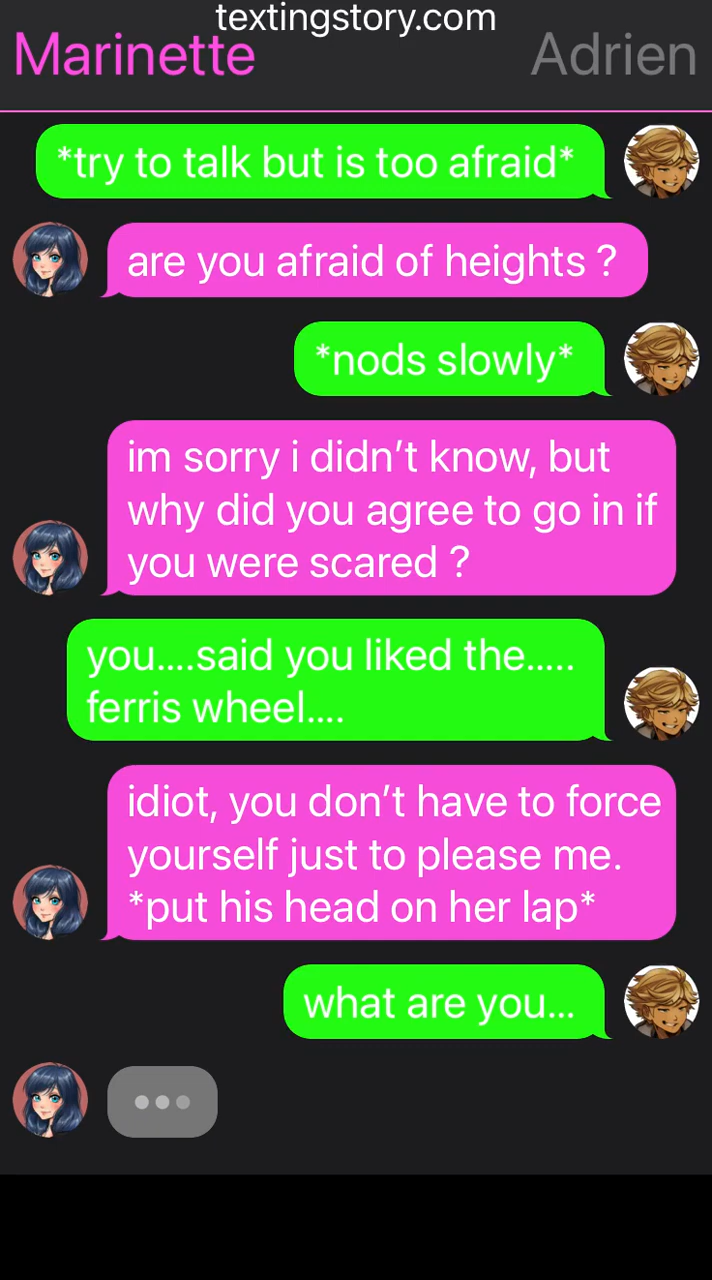 textingstory.com
Marinette
Adrien
*try to talk but is too afraid*
are you afraid of heights ?
*nods slowly*
im sorry i didn’t know, but
why did you agree to go in if
you were scared ?
you....said you liked the.....
ferris wheel....
idiot, you don’t have to force
yourself just to please me.
*put his head on her lap*
what are you...